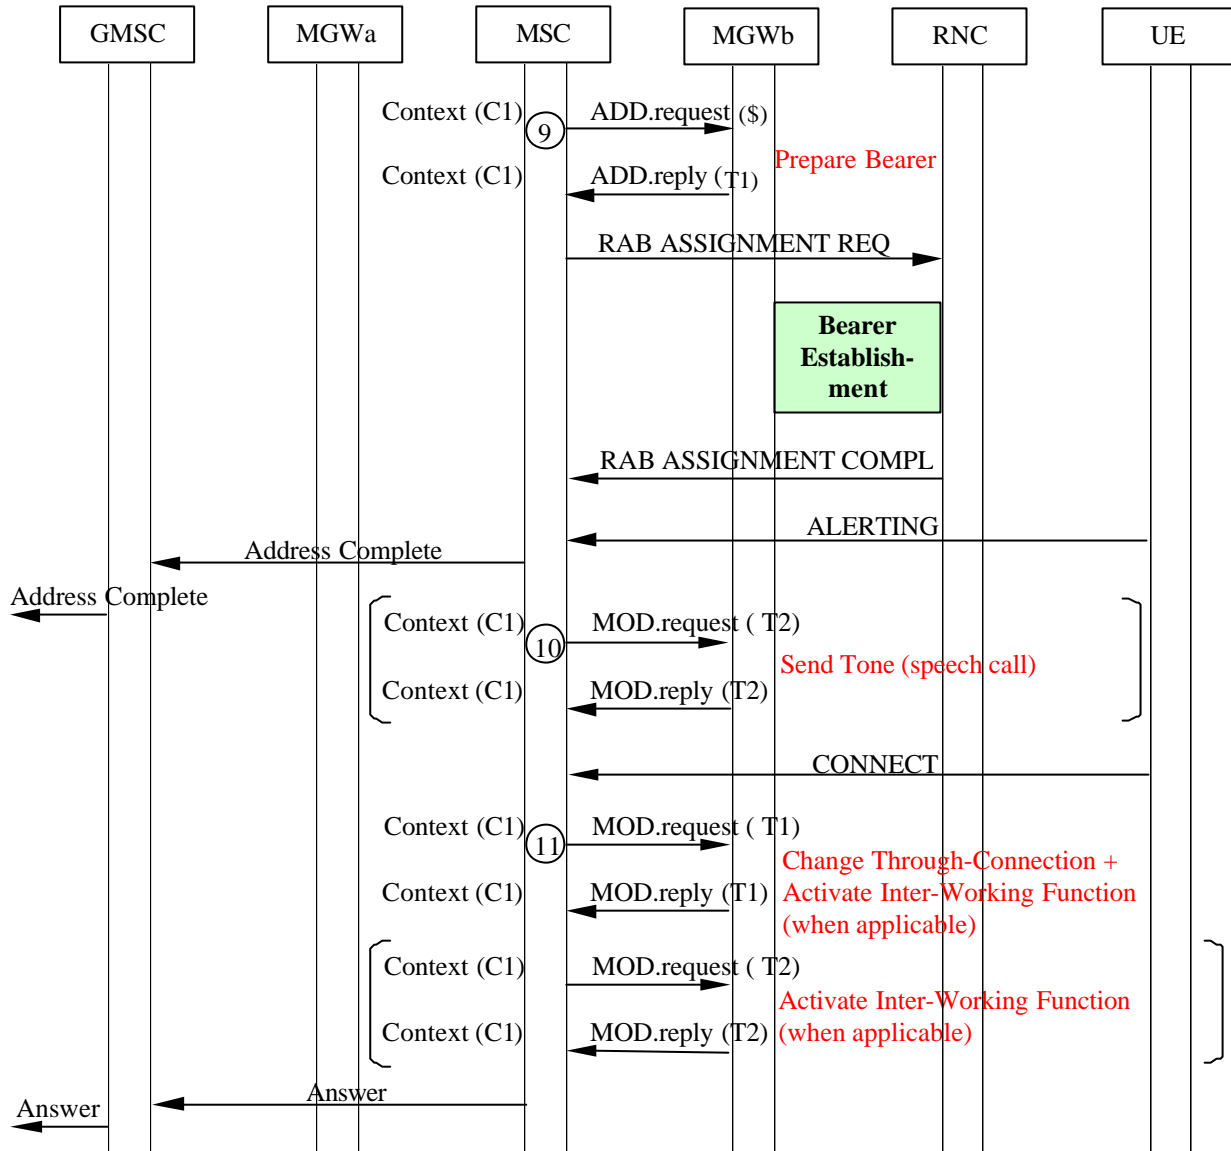 GMSC MGWa MSC MGWb RNC UE
Context (C1) 9 ADD.request ($)
Prepare Bearer
Context (C1) ADD.reply (T1)
RAB ASSIGNMENT REQ
Bearer
Establish-
ment
RAB ASSIGNMENT COMPL
ALERTING
Address Complete
Address Complete
Context (C1) 10 MOD.request ( T2)
Send Tone (speech call)
Context (C1) MOD.reply (T2)
CONNECT
Context (C1) 11 MOD.request ( T1)
Change Through-Connection +
Context (C1) MOD.reply (T1) Activate Inter-Working Function
(when applicable)
Context (C1) MOD.request ( T2)
Activate Inter-Working Function
Context (C1) MOD.reply (T2) (when applicable)
Answer
Answer